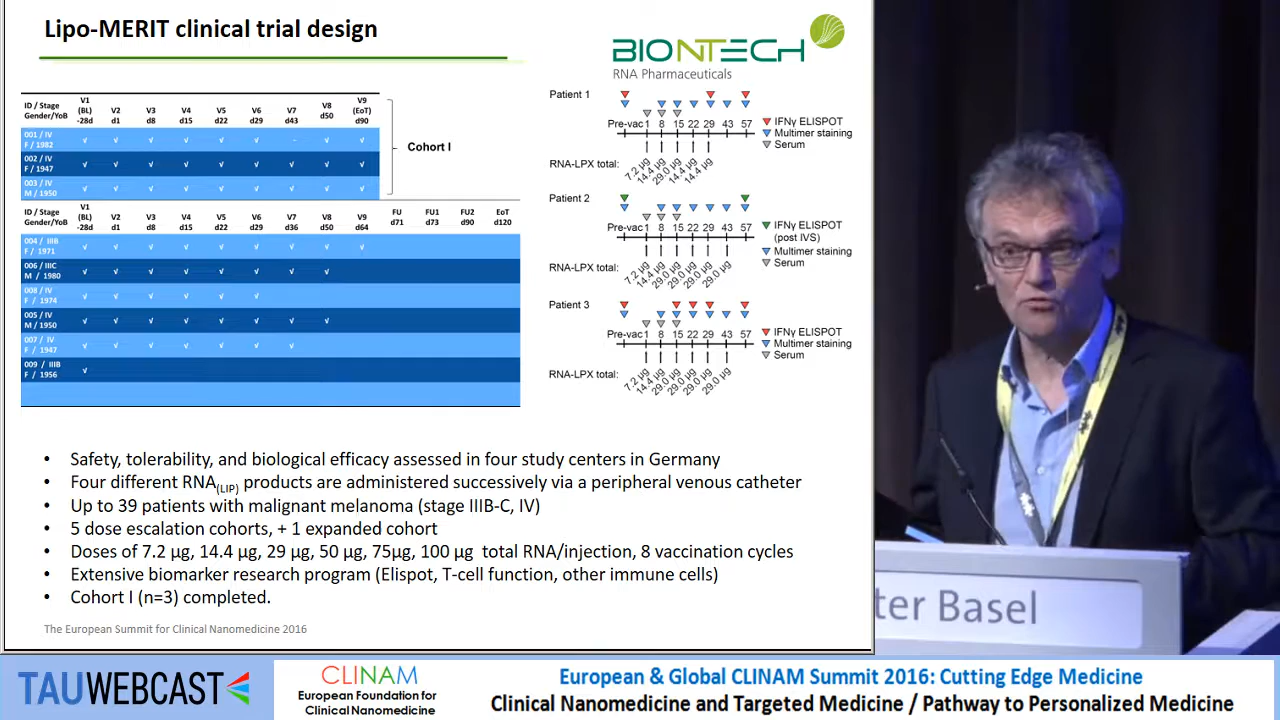 Lipo-MERIT clinical trial design
BIONTECH
RNA Pharmaceuticals
ID / Stage Gender/YoB V1 (BL) -28d V2 d1 V3 d8 V4 d15 V5 d22 V6 d29 V7 d43 V8 d50 V9 (EoT) d90
001 / IV F / 1982 √ √ √ √ √ √ - √ √
002 / IV F / 1947 √ √ √ √ √ √ √ √ √
003 / IV M / 1950 √ √ √ √ √ √ √ √ √
Cohort I
ID / Stage Gender/YoB V1 (BL) -28d V2 d1 V3 d8 V4 d15 V5 d22 V6 d29 V7 d36 V8 d50 V9 d64 FU d71 FU1 d73 FU2 d90 EoT d120
004 / IIIB F / 1971 √ √ √ √ √ √ √ √ √
006 / IIIC M / 1980 √ √ √ √ √ √ √ √
008 / IV F / 1974 √ √ √ √ √ √
005 / IV M / 1950 √ √ √ √ √ √ √ √
007 / IV F / 1947 √ √ √ √ √ √ √
009 / IIIB F / 1956 √
Patient 1
Pre-vac 1 8 15 22 29 43 57
IFNγ ELISPOT
Multimer staining
Serum
RNA-LPX total: 7.2 µg 14.4 µg 29.0 µg 14.4 µg 14.4 µg
Patient 2
Pre-vac 1 8 15 22 29 43 57
IFNγ ELISPOT
(post IVS)
Multimer staining
Serum
RNA-LPX total: 7.2 µg 14.4 µg 29.0 µg 29.0 µg 29.0 µg 29.0 µg
Patient 3
Pre-vac 1 8 15 22 29 43 57
IFNγ ELISPOT
Multimer staining
Serum
RNA-LPX total: 7.2 µg 14.4 µg 29.0 µg 29.0 µg 29.0 µg 29.0 µg
• Safety, tolerability, and biological efficacy assessed in four study centers in Germany
• Four different RNA(LIP) products are administered successively via a peripheral venous catheter
• Up to 39 patients with malignant melanoma (stage IIIB-C, IV)
• 5 dose escalation cohorts, + 1 expanded cohort
• Doses of 7.2 µg, 14.4 µg, 29 µg, 50 µg, 75µg, 100 µg total RNA/injection, 8 vaccination cycles
• Extensive biomarker research program (Elispot, T-cell function, other immune cells)
• Cohort I (n=3) completed.
The European Summit for Clinical Nanomedicine 2016
ter Basel
TAUWEBCAST
CLINAM
European Foundation for
Clinical Nanomedicine
European & Global CLINAM Summit 2016: Cutting Edge Medicine
Clinical Nanomedicine and Targeted Medicine / Pathway to Personalized Medicine